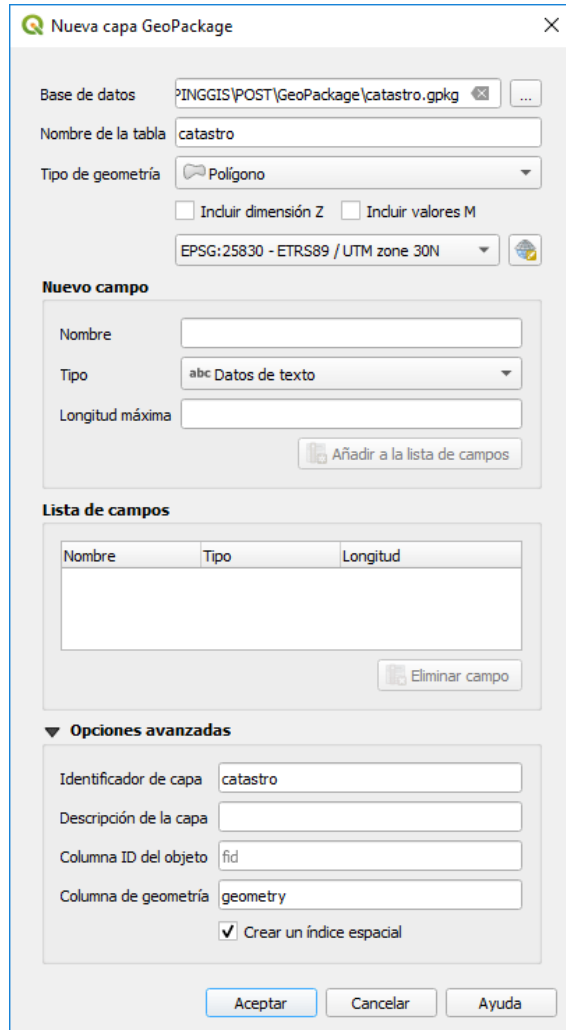 Nueva capa GeoPackage
Base de datos PINGGIS\POST\GeoPackage\catastro.gpkg ...
Nombre de la tabla catastro
Tipo de geometría Polígono
Incluir dimensión Z Incluir valores M
EPSG:25830 - ETRS89 / UTM zone 30N
Nuevo campo
Nombre
Tipo abc Datos de texto
Longitud máxima
Añadir a la lista de campos
Lista de campos
Nombre Tipo Longitud
Eliminar campo
Opciones avanzadas
Identificador de capa catastro
Descripción de la capa
Columna ID del objeto fid
Columna de geometría geometry
Crear un índice espacial
Aceptar Cancelar Ayuda